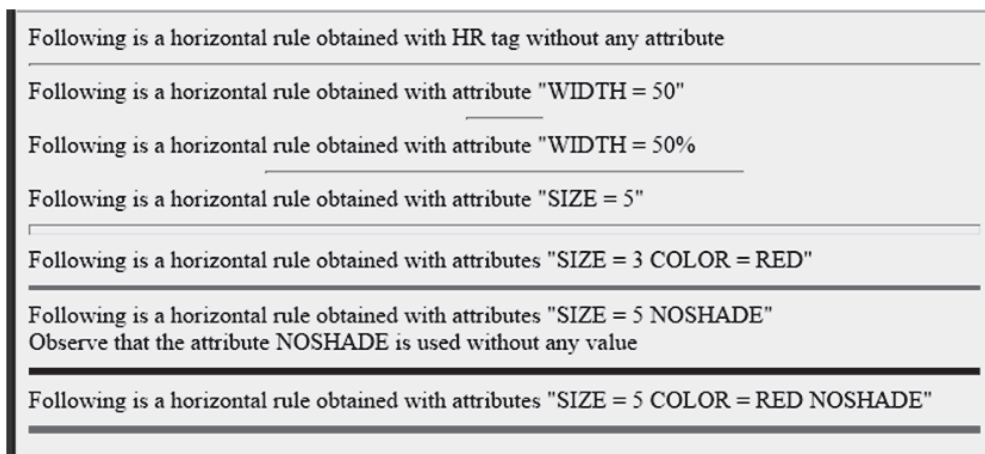 Following is a horizontal rule obtained with HR tag without any attribute
Following is a horizontal rule obtained with attribute "WIDTH = 50"
Following is a horizontal rule obtained with attribute "WIDTH = 50%
Following is a horizontal rule obtained with attribute "SIZE = 5"
Following is a horizontal rule obtained with attributes "SIZE = 3 COLOR = RED"
Following is a horizontal rule obtained with attributes "SIZE = 5 NOSHADE"
Observe that the attribute NOSHADE is used without any value
Following is a horizontal rule obtained with attributes "SIZE = 5 COLOR = RED NOSHADE"